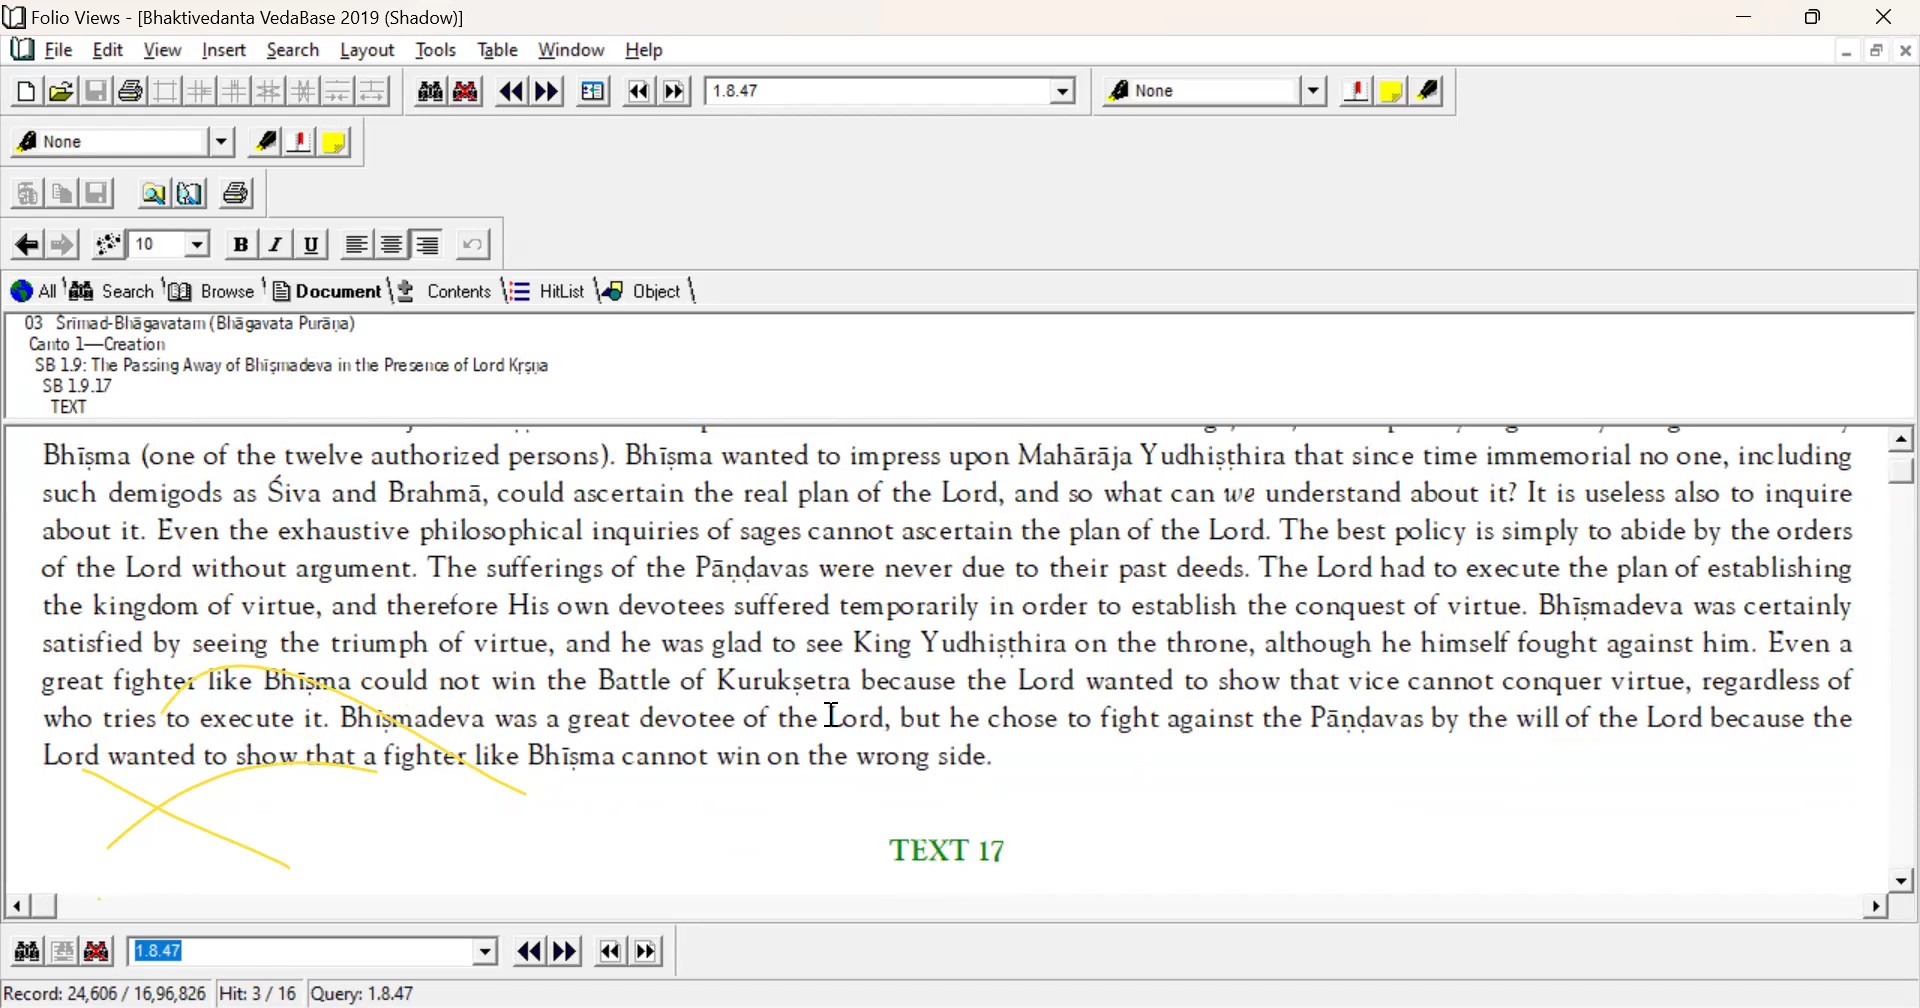 Folio Views - [Bhaktivedanta VedaBase 2019 (Shadow)]
File Edit View Insert Search Layout Tools Table Window Help
1.8.47 None
None
10 B I U
All Search Browse Document Contents HitList Object
03 Śrīmad-Bhāgavatam (Bhāgavata Purāṇa)
Canto 1—Creation
SB 1.9: The Passing Away of Bhīṣmadeva in the Presence of Lord Kṛṣṇa
SB 1.9.17
TEXT
Bhīṣma (one of the twelve authorized persons). Bhīṣma wanted to impress upon Mahārāja Yudhiṣṭhira that since time immemorial no one, including
such demigods as Śiva and Brahmā, could ascertain the real plan of the Lord, and so what can we understand about it? It is useless also to inquire
about it. Even the exhaustive philosophical inquiries of sages cannot ascertain the plan of the Lord. The best policy is simply to abide by the orders
of the Lord without argument. The sufferings of the Pāṇḍavas were never due to their past deeds. The Lord had to execute the plan of establishing
the kingdom of virtue, and therefore His own devotees suffered temporarily in order to establish the conquest of virtue. Bhīṣmadeva was certainly
satisfied by seeing the triumph of virtue, and he was glad to see King Yudhiṣṭhira on the throne, although he himself fought against him. Even a
great fighter like Bhīṣma could not win the Battle of Kurukṣetra because the Lord wanted to show that vice cannot conquer virtue, regardless of
who tries to execute it. Bhīṣmadeva was a great devotee of the Lord, but he chose to fight against the Pāṇḍavas by the will of the Lord because the
Lord wanted to show that a fighter like Bhīṣma cannot win on the wrong side.
TEXT 17
1.8.47
Record: 24,606 / 16,96,826 Hit: 3 / 16 Query: 1.8.47